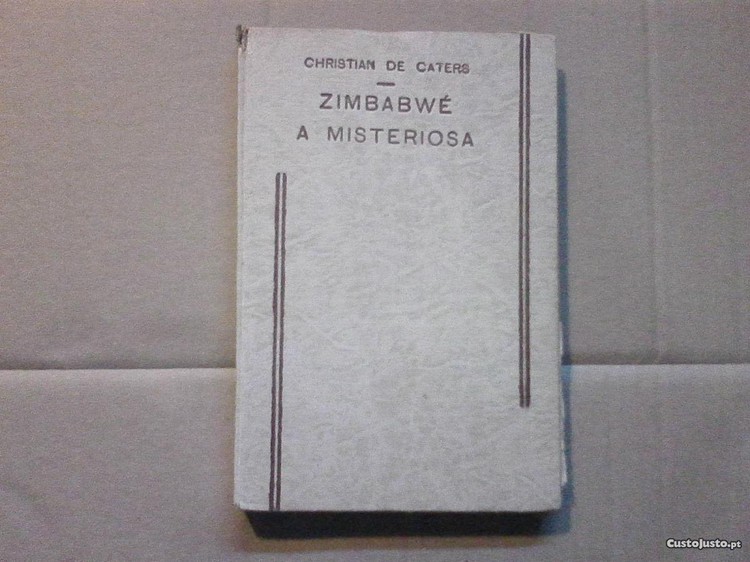 CHRISTIAN DE CATERS
ZIMBABWÉ
A MISTERIOSA
CustoJusto.pt